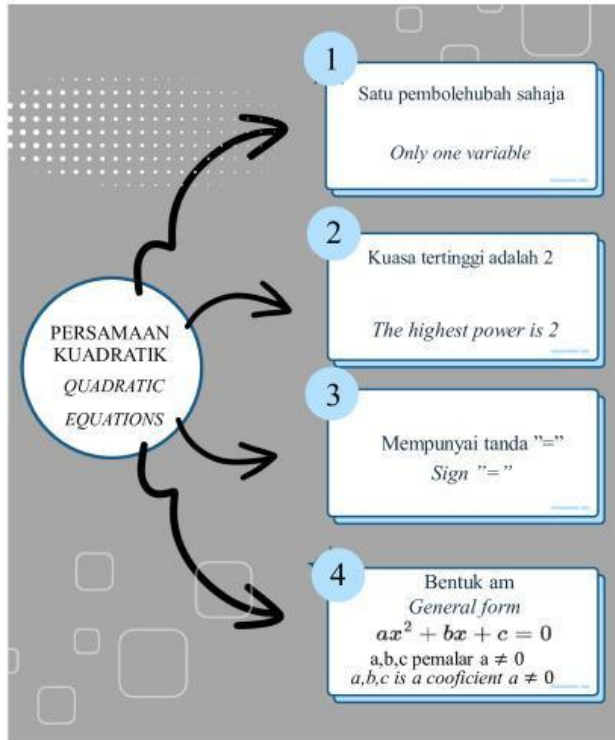 PERSAMAAN
KUADRATIK
QUADRATIC
EQUATIONS
1
Satu pembolehubah sahaja
Only one variable
2
Kuasa tertinggi adalah 2
The highest power is 2
3
Mempunyai tanda ”=”
Sign ”=”
4
Bentuk am
General form
ax² + bx + c = 0
a,b,c pemalar a ≠ 0
a,b,c is a cooficient a ≠ 0